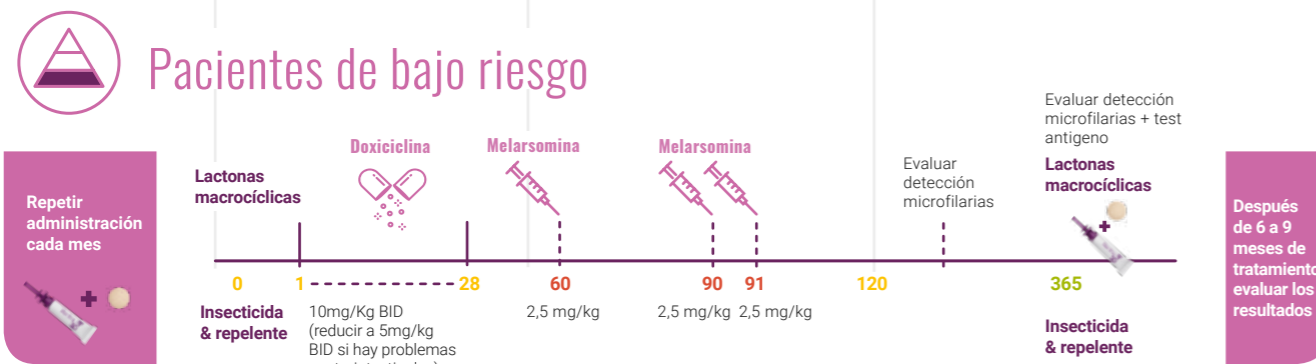 Pacientes de bajo riesgo
Repetir
administración
cada mes
Lactonas
macrocíclicas
Doxiciclina
Melarsomina
Melarsomina
Evaluar
detección
microfilarias
Evaluar detección
microfilarias + test
antigeno
Lactonas
macrocíclicas
0
1
28
60
90
91
120
365
Insecticida
& repelente
10mg/Kg BID
(reducir a 5mg/kg
BID si hay problemas
2,5 mg/kg
2,5 mg/kg
2,5 mg/kg
Insecticida
& repelente
Después
de 6 a 9
meses de
tratamiento
evaluar los
resultados